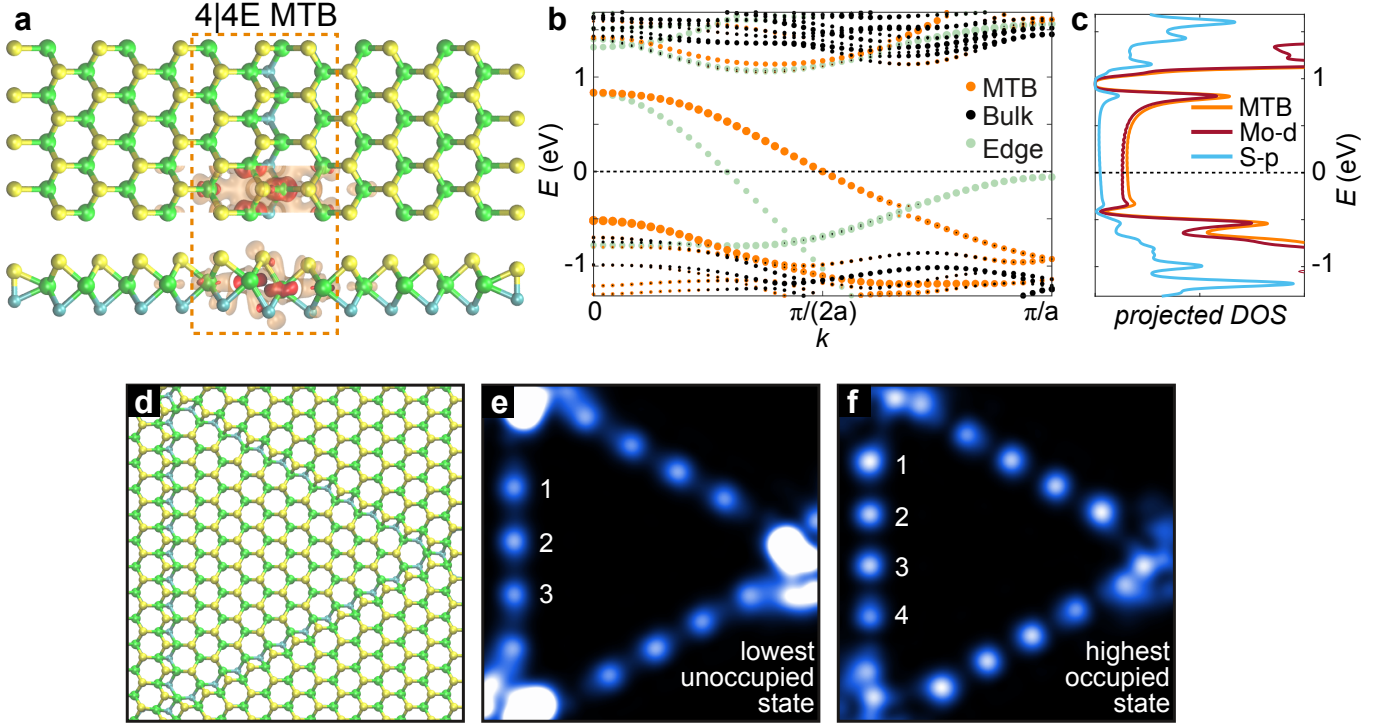 a
4|4E MTB
b
E (eV)
1
0
-1
MTB
Bulk
Edge
0
π/(2a)
π/a
k
c
1
0
-1
E (eV)
MTB
Mo-d
S-p
projected DOS
d
e
1
2
3
lowest
unoccupied
state
f
1
2
3
4
highest
occupied
state